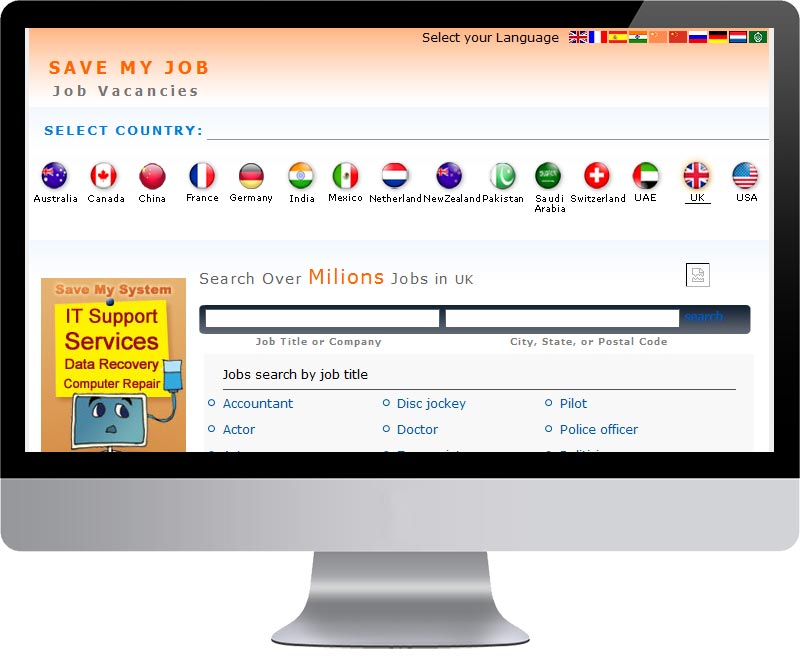 Select your Language
SAVE MY JOB
Job Vacancies
SELECT COUNTRY:
Australia Canada China France Germany India Mexico Netherland NewZealand Pakistan Saudi Arabia Switzerland UAE UK USA
Search Over Milions Jobs in UK
search
Job Title or Company City, State, or Postal Code
Save My System
IT Support
Services
Data Recovery
Computer Repair
Jobs search by job title
Accountant Disc jockey Pilot
Actor Doctor Police officer